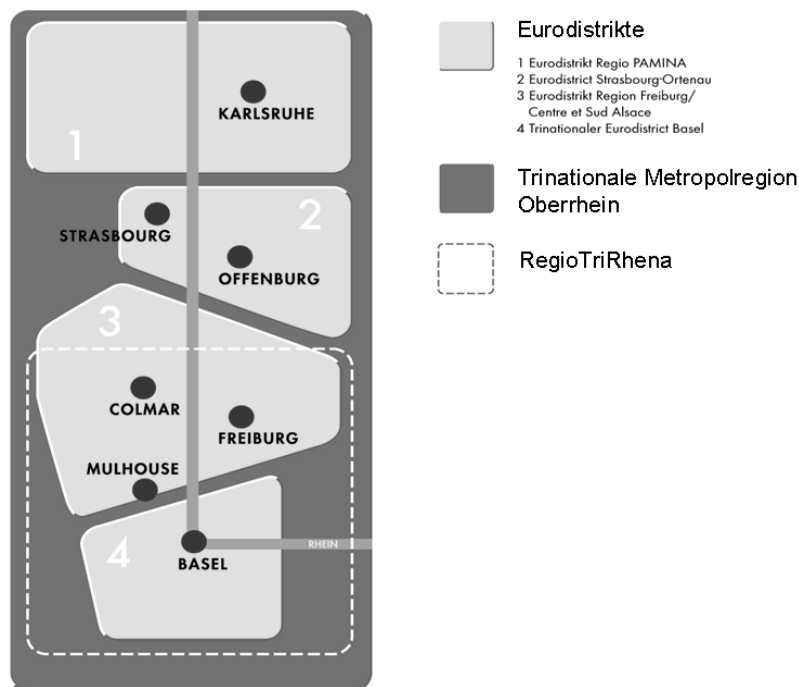 KARLSRUHE
1
2
STRASBOURG
OFFENBURG
3
COLMAR
FREIBURG
MULHOUSE
4
RHEIN
BASEL
Eurodistrikte
1 Eurodistrikt Regio PAMINA
2 Eurodistrict Strasbourg-Ortenau
3 Eurodistrikt Region Freiburg/
Centre et Sud Alsace
4 Trinationaler Eurodistrict Basel
Trinationale Metropolregion
Oberrhein
RegioTriRhena